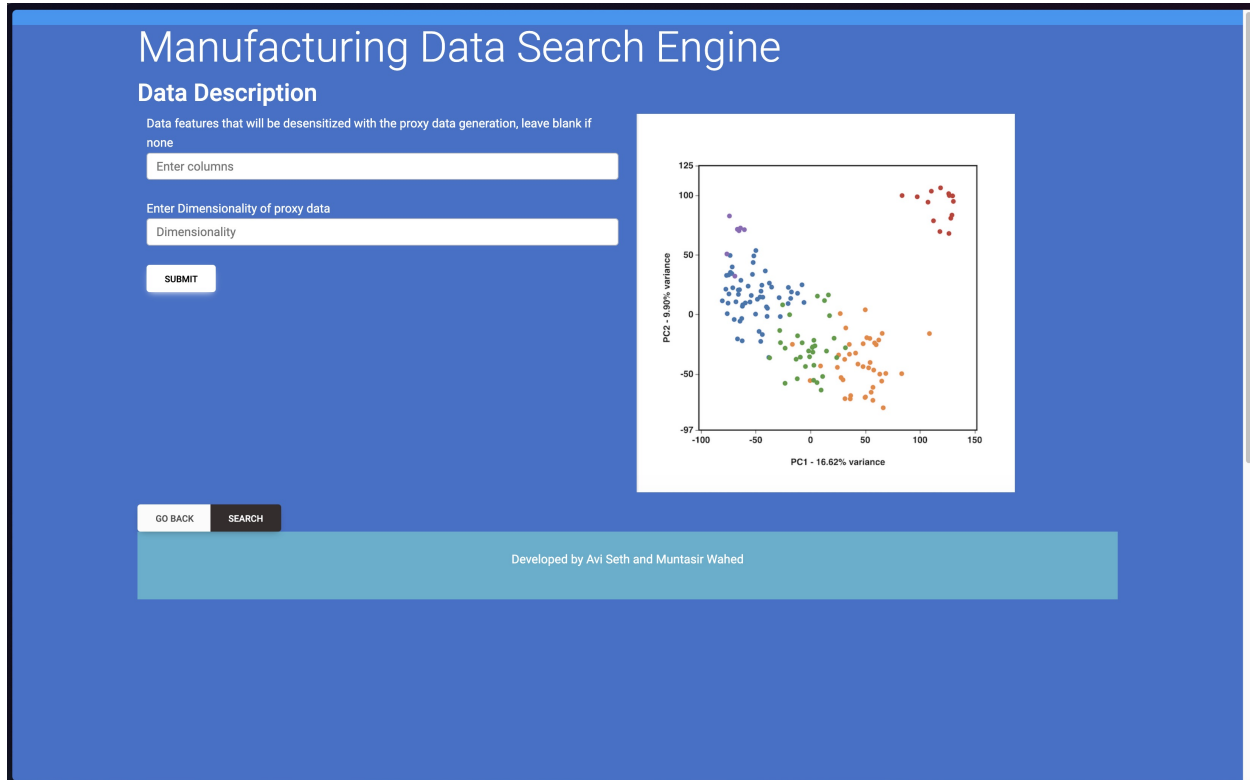 Manufacturing Data Search Engine
Data Description
Data features that will be desensitized with the proxy data generation, leave blank if
none
Enter columns
Enter Dimensionality of proxy data
Dimensionality
SUBMIT
125
100
50
0
-50
-97
PC2 - 9.90% variance
-100 -50 0 50 100 150
PC1 - 16.62% variance
GO BACK SEARCH
Developed by Avi Seth and Muntasir Wahed